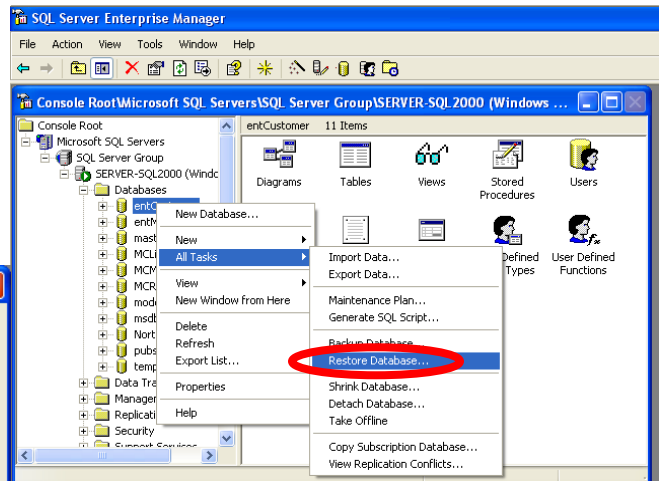 SQL Server Enterprise Manager
File Action View Tools Window Help
Console Root\Microsoft SQL Servers\SQL Server Group\SERVER-SQL2000 (Windows ...
Console Root
Microsoft SQL Servers
SQL Server Group
SERVER-SQL2000 (Windo
Databases
entC
entM
mast
MCLi
MCM
MCR
mode
msdb
Nort
pubs
temp
Data Tra
Manager
Replicati
Security
Support Services
entCustomer 11 Items
Diagrams
Tables
Views
Stored
Procedures
Users
Defined
Types
User Defined
Functions
New Database...
New
All Tasks
View
New Window from Here
Delete
Refresh
Export List...
Properties
Help
Import Data...
Export Data...
Maintenance Plan...
Generate SQL Script...
Backup Database...
Restore Database...
Shrink Database...
Detach Database...
Take Offline
Copy Subscription Database...
View Replication Conflicts...